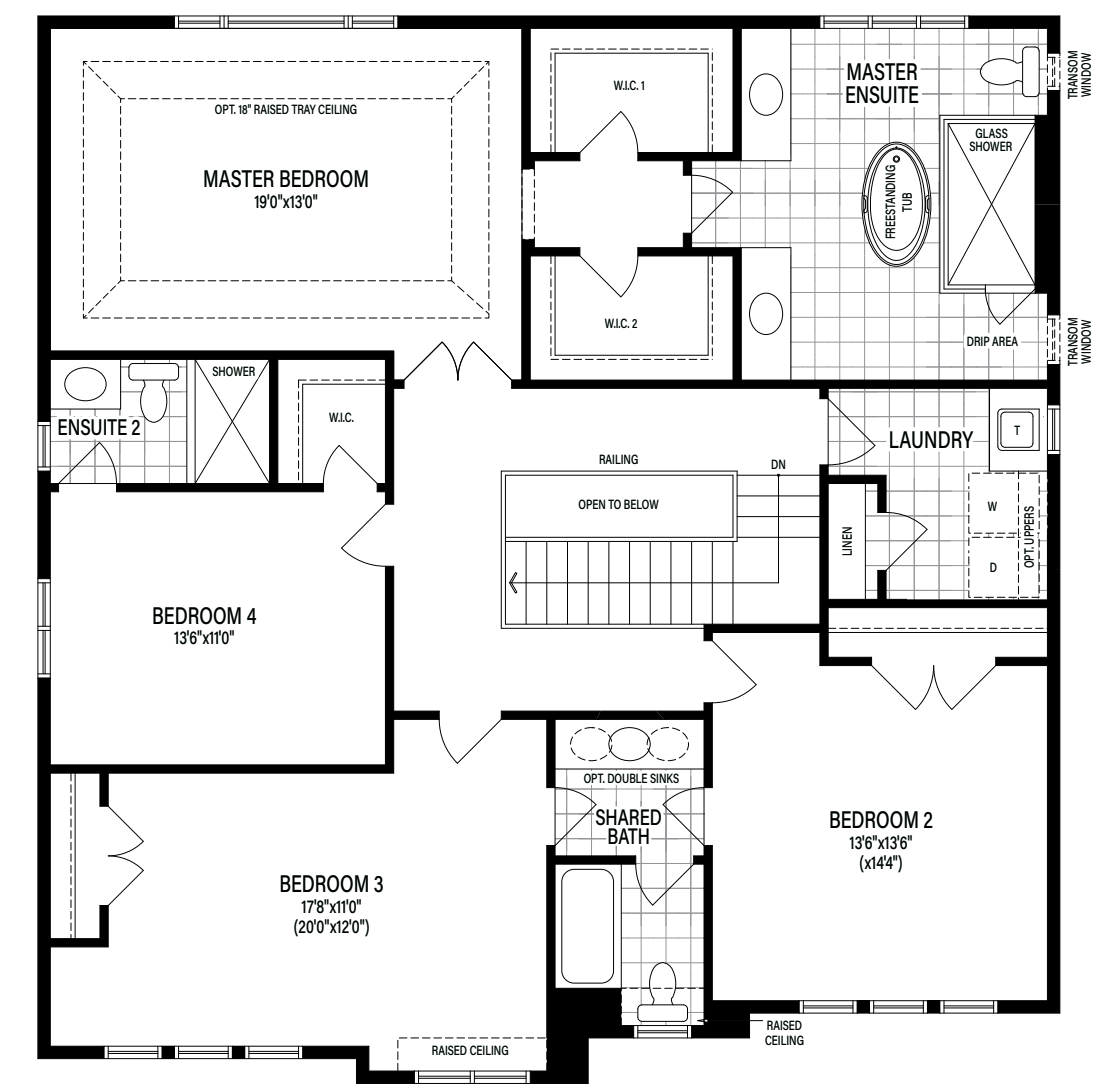 OPT. 18" RAISED TRAY CEILING
MASTER BEDROOM
19'0"x13'0"
W.I.C. 1
W.I.C. 2
MASTER
ENSUITE
TRANSOM
WINDOW
GLASS
SHOWER
FREESTANDING
TUB
DRIP AREA
TRANSOM
WINDOW
ENSUITE 2
SHOWER
W.I.C.
RAILING
DN
OPEN TO BELOW
LAUNDRY
T
W
D
OPT. UPPERS
LINEN
BEDROOM 4
13'6"x11'0"
OPT. DOUBLE SINKS
SHARED
BATH
BEDROOM 2
13'6"x13'6"
(x14'4")
BEDROOM 3
17'8"x11'0"
(20'0"x12'0")
RAISED CEILING
RAISED
CEILING